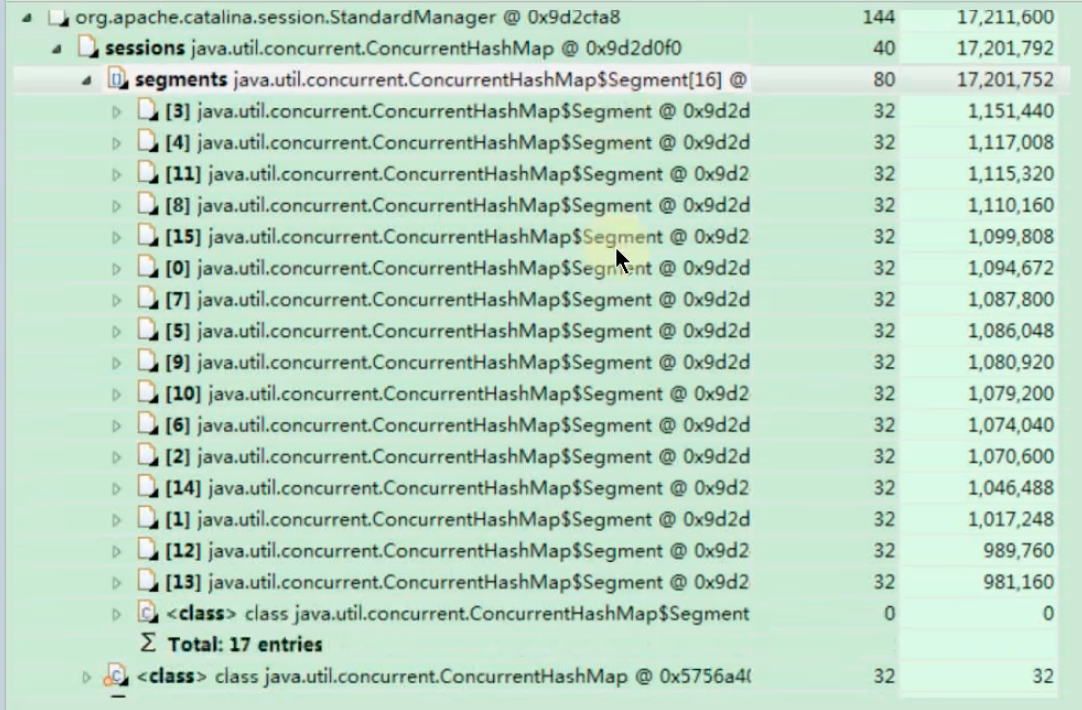 org.apache.catalina.session.StandardManager @ 0x9d2cfa8 144 17,211,600
sessions java.util.concurrent.ConcurrentHashMap @ 0x9d2d0f0 40 17,201,792
segments java.util.concurrent.ConcurrentHashMap$Segment[16] @ 80 17,201,752
[3] java.util.concurrent.ConcurrentHashMap$Segment @ 0x9d2d 32 1,151,440
[4] java.util.concurrent.ConcurrentHashMap$Segment @ 0x9d2d 32 1,117,008
[11] java.util.concurrent.ConcurrentHashMap$Segment @ 0x9d2 32 1,115,320
[8] java.util.concurrent.ConcurrentHashMap$Segment @ 0x9d2d 32 1,110,160
[15] java.util.concurrent.ConcurrentHashMap$Segment @ 0x9d2 32 1,099,808
[0] java.util.concurrent.ConcurrentHashMap$Segment @ 0x9d2d 32 1,094,672
[7] java.util.concurrent.ConcurrentHashMap$Segment @ 0x9d2d 32 1,087,800
[5] java.util.concurrent.ConcurrentHashMap$Segment @ 0x9d2d 32 1,086,048
[9] java.util.concurrent.ConcurrentHashMap$Segment @ 0x9d2d 32 1,080,920
[10] java.util.concurrent.ConcurrentHashMap$Segment @ 0x9d2 32 1,079,200
[6] java.util.concurrent.ConcurrentHashMap$Segment @ 0x9d2d 32 1,074,040
[2] java.util.concurrent.ConcurrentHashMap$Segment @ 0x9d2d 32 1,070,600
[14] java.util.concurrent.ConcurrentHashMap$Segment @ 0x9d2 32 1,046,488
[1] java.util.concurrent.ConcurrentHashMap$Segment @ 0x9d2d 32 1,017,248
[12] java.util.concurrent.ConcurrentHashMap$Segment @ 0x9d2 32 989,760
[13] java.util.concurrent.ConcurrentHashMap$Segment @ 0x9d2 32 981,160
<class> class java.util.concurrent.ConcurrentHashMap$Segment 0 0
Σ Total: 17 entries
<class> class java.util.concurrent.ConcurrentHashMap @ 0x5756a4( 32 32